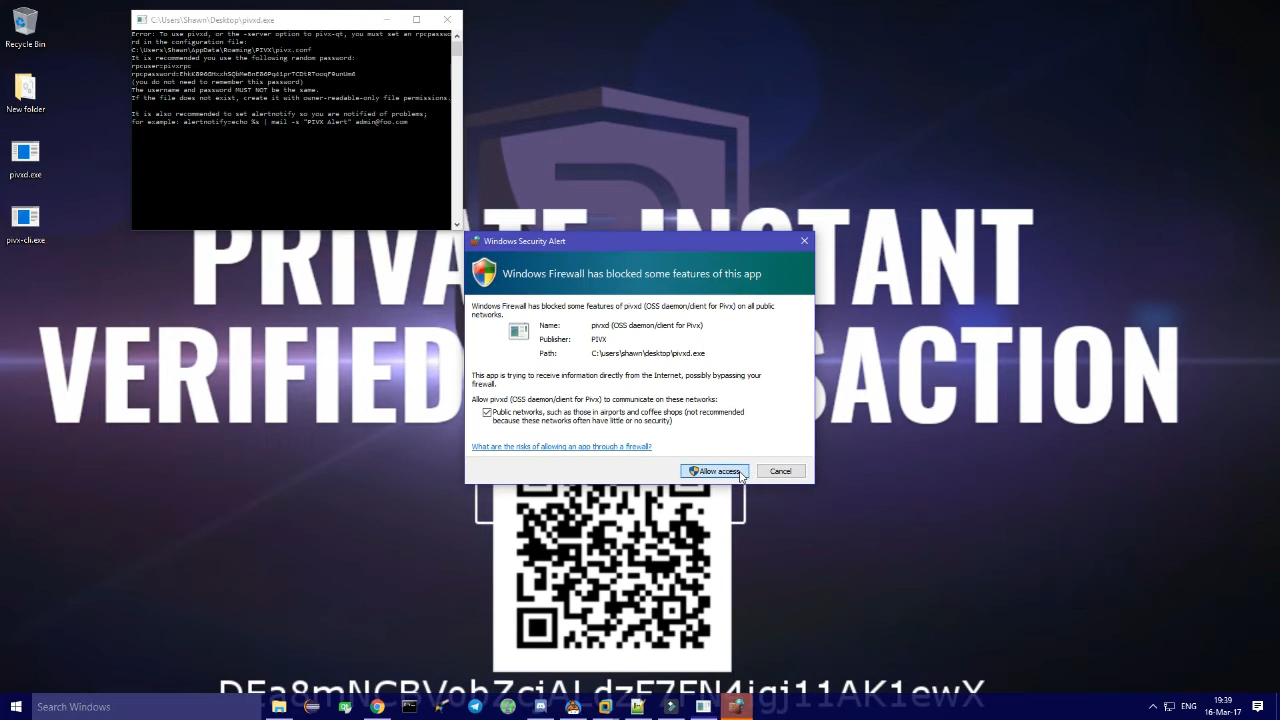 C:\Users\Shawn\Desktop\pivxd.exe
Error: To use pivxd, or the -server option to pivx-qt, you must set an rpcpasswo
rd in the configuration file:
C:\Users\Shawn\AppData\Roaming\PIVX\pivx.conf
It is recommended you use the following random password:
rpcuser=pivxrpc
(you do not need to remember this password)
The username and password MUST NOT be the same.
If the file does not exist, create it with owner-readable-only file permissions.
It is also recommended to set alertnotify so you are notified of problems;
for example: alertnotify=echo %s | mail -s "PIVX Alert" admin@foo.com
New folder
PRIVA INSTANT
VERIFIED SACTION
Windows Security Alert
Windows Firewall has blocked some features of this app
Windows Firewall has blocked some features of pivxd (OSS daemon/client for Pivx) on all public
networks.
Name: pivxd (OSS daemon/client for Pivx)
Publisher: PIVX
Path: C:\users\shawn\desktop\pivxd.exe
This app is trying to receive information directly from the Internet, possibly bypassing your
firewall.
Allow pivxd (OSS daemon/client for Pivx) to communicate on these networks:
Public networks, such as those in airports and coffee shops (not recommended
because these networks often have little or no security)
What are the risks of allowing an app through a firewall?
Allow access
Cancel
Search Windows
ENG
19:39
16-Mar-17